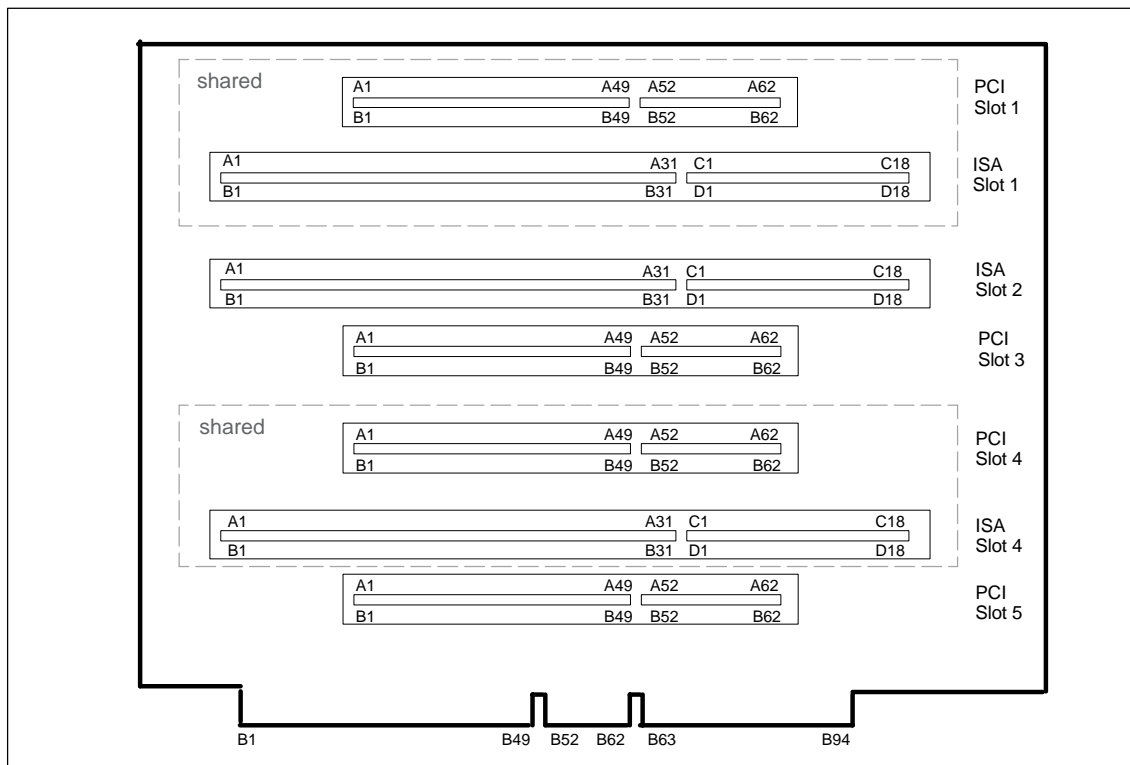 shared
A1 A49 A52 A62 PCI
B1 B49 B52 B62 Slot 1
A1 A31 C1 C18 ISA
B1 B31 D1 D18 Slot 1
A1 A31 C1 C18 ISA
B1 B31 D1 D18 Slot 2
A1 A49 A52 A62 PCI
B1 B49 B52 B62 Slot 3
shared
A1 A49 A52 A62 PCI
B1 B49 B52 B62 Slot 4
A1 A31 C1 C18 ISA
B1 B31 D1 D18 Slot 4
A1 A49 A52 A62 PCI
B1 B49 B52 B62 Slot 5
B1 B49 B52 B62 B63 B94